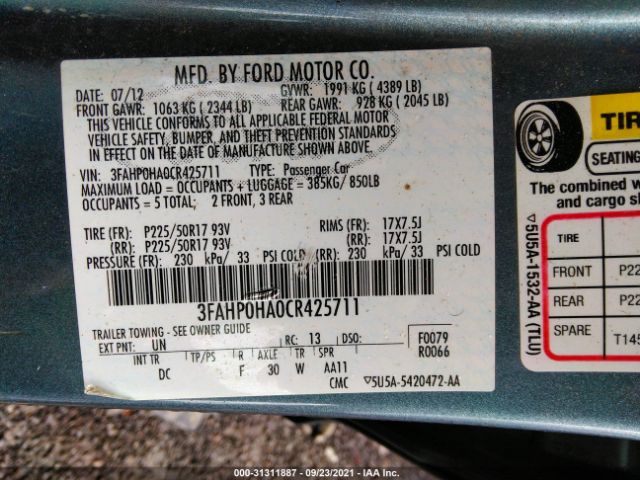 MFD. BY FORD MOTOR CO.
DATE: 07/12 GVWR: 1991 KG ( 4389 LB)
FRONT GAWR: 1063 KG ( 2344 LB) REAR GAWR: 928 KG ( 2045 LB)
THIS VEHICLE CONFORMS TO ALL APPLICABLE FEDERAL MOTOR
VEHICLE SAFETY, BUMPER, AND THEFT PREVENTION STANDARDS
IN EFFECT ON THE DATE OF MANUFACTURE SHOWN ABOVE.
VIN: 3FAHP0HA0CR425711 TYPE: Passenger Car
MAXIMUM LOAD = OCCUPANTS + LUGGAGE = 385KG/ 850LB
OCCUPANTS = 5 TOTAL: 2 FRONT, 3 REAR
TIRE (FR): P225/50R17 93V RIMS (FR): 17X7.5J
(RR): P225/50R17 93V (RR): 17X7.5J
PRESSURE (FR): 230 kPa/ 33 PSI COLD (RR): 230 kPa/ 33 PSI COLD
3FAHP0HA0CR425711
TRAILER TOWING - SEE OWNER GUIDE
EXT PNT: UN RC: 13 DSO: F0079
R0066
INT TR TP/PS R AXLE TR SPR
DC F 30 W AA11
CMC ▽5U5A-5420472-AA
TIR
SEATING
The combined w
and cargo sh
▽5U5A-1532-AA (TLU)
TIRE
FRONT P22
REAR P22
SPARE T145
000-31311887 - 09/23/2021 - IAA Inc.